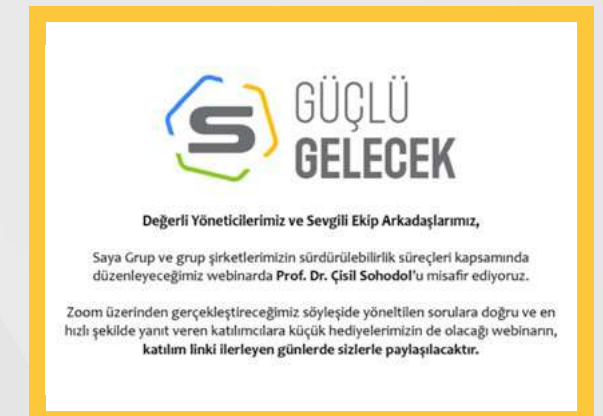 S
GÜÇLÜ
GELECEK
Değerli Yöneticilerimiz ve Sevgili Ekip Arkadaşlarımız,
Saya Grup ve grup şirketlerimizin sürdürülebilirlik süreçleri kapsamında
düzenleyeceğimiz webinarda Prof. Dr. Çisil Sohodol'u misafir ediyoruz.
Zoom üzerinden gerçekleştireceğimiz söyleşide yöneltilen sorulara doğru ve en
hızlı şekilde yanıt veren katılımcılara küçük hediyelerimizin de olacağı webinarın,
katılım linki ilerleyen günlerde sizlerle paylaşılacaktır.